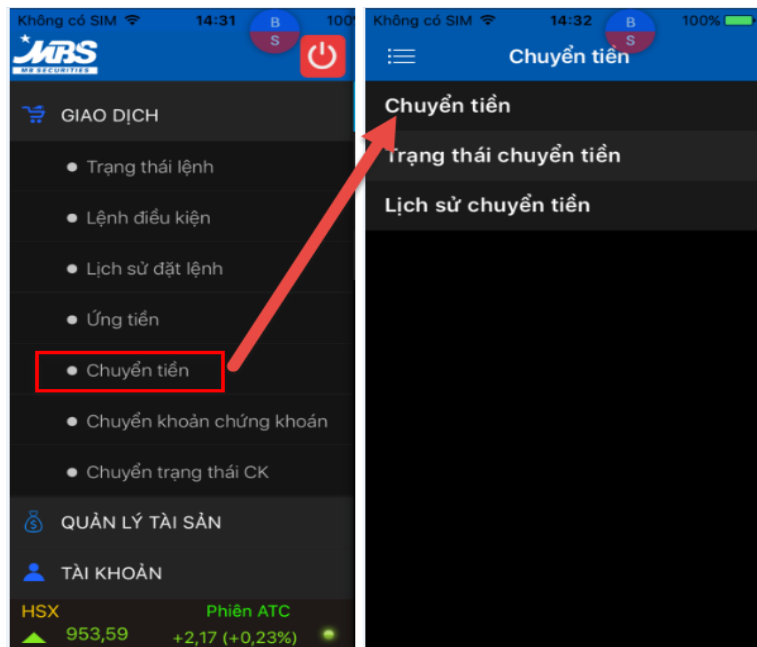 Không có SIM 14:31 B 100
S
MBS
MB SECURITIES
GIAO DỊCH
Trạng thái lệnh
Lệnh điều kiện
Lịch sử đặt lệnh
Ứng tiền
Chuyển tiền
Chuyển khoản chứng khoán
Chuyển trạng thái CK
QUẢN LÝ TÀI SẢN
TÀI KHOẢN
HSX Phiên ATC
953,59 +2,17 (+0,23%)
Không có SIM 14:32 B 100%
S
Chuyển tiền
Chuyển tiền
Trạng thái chuyển tiền
Lịch sử chuyển tiền